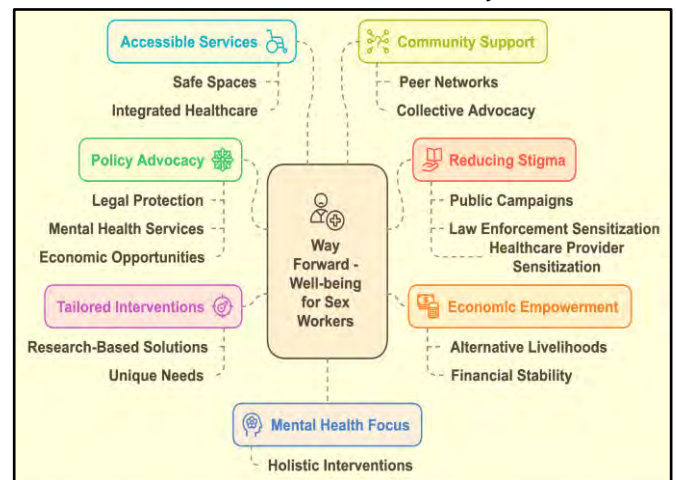 Accessible Services
Safe Spaces
Integrated Healthcare
Community Support
Peer Networks
Collective Advocacy
Policy Advocacy
Legal Protection
Mental Health Services
Economic Opportunities
Way
Forward -
Well-being
for Sex
Workers
Reducing Stigma
Public Campaigns
Law Enforcement Sensitization
Healthcare Provider
Sensitization
Tailored Interventions
Research-Based Solutions
Unique Needs
Economic Empowerment
Alternative Livelihoods
Financial Stability
Mental Health Focus
Holistic Interventions